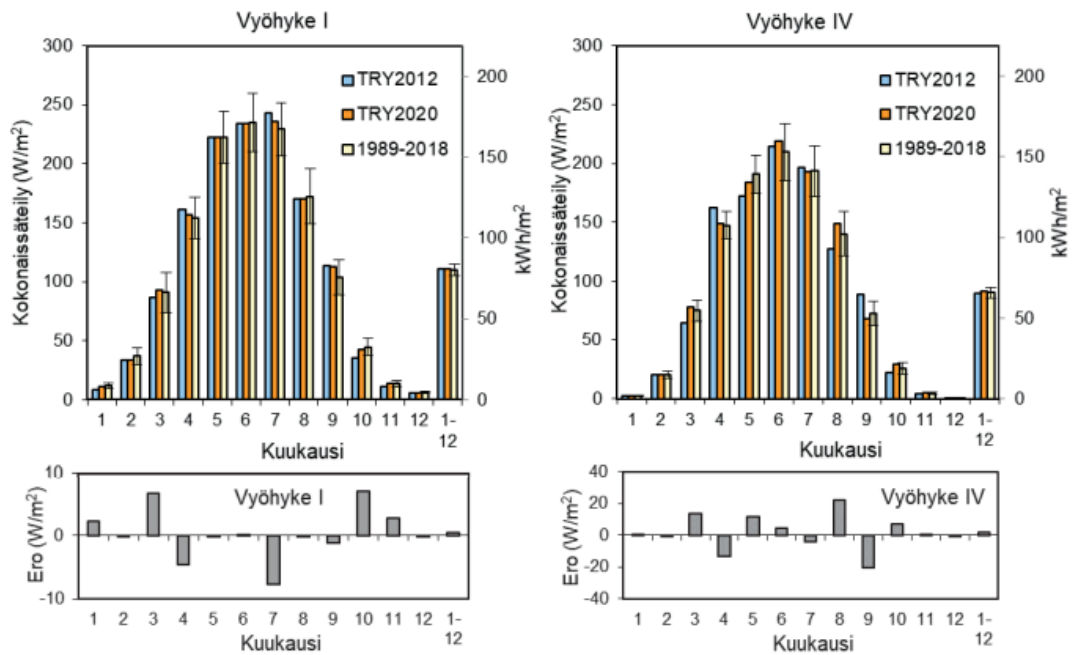 Vyöhyke I
Kokonaissäteily (W/m²)
300
250
200
150
100
50
0
TRY2012
TRY2020
1989-2018
200
150
100
50
0
kWh/m²
1 2 3 4 5 6 7 8 9 10 11 12 1-
12
Kuukausi
Vyöhyke IV
Kokonaissäteily (W/m²)
300
250
200
150
100
50
0
TRY2012
TRY2020
1989-2018
200
150
100
50
0
kWh/m²
1 2 3 4 5 6 7 8 9 10 11 12 1-
12
Kuukausi
Vyöhyke I
Ero (W/m²)
10
0
-10
1 2 3 4 5 6 7 8 9 10 11 12 1-
12
Kuukausi
Vyöhyke IV
Ero (W/m²)
40
20
0
-20
-40
1 2 3 4 5 6 7 8 9 10 11 12 1-
12
Kuukausi